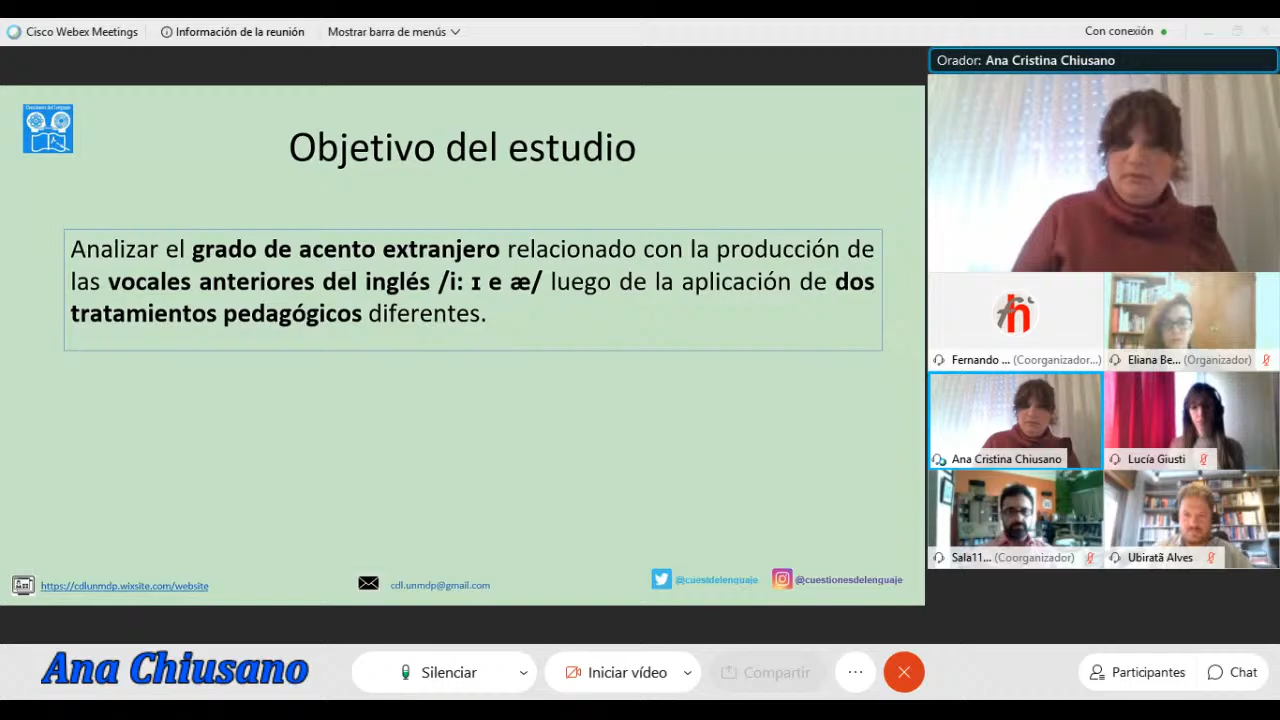 Cisco Webex Meetings
Información de la reunión
Mostrar barra de menús
Con conexión
Orador: Ana Cristina Chiusano
Objetivo del estudio
Analizar el grado de acento extranjero relacionado con la producción de
las vocales anteriores del inglés /i: ɪ e æ/ luego de la aplicación de dos
tratamientos pedagógicos diferentes.
Fernando ... (Coorganizador...)
Eliana Be... (Organizador)
Ana Cristina Chiusano
Lucía Giusti
Sala11... (Coorganizador)
Ubiratã Alves
https://cdlunmdp.wixsite.com/website
cdl.unmdp@gmail.com
@cuestdelenguaje
@cuestionesdelenguaje
Ana Chiusano
Silenciar
Iniciar vídeo
Compartir
Participantes
Chat